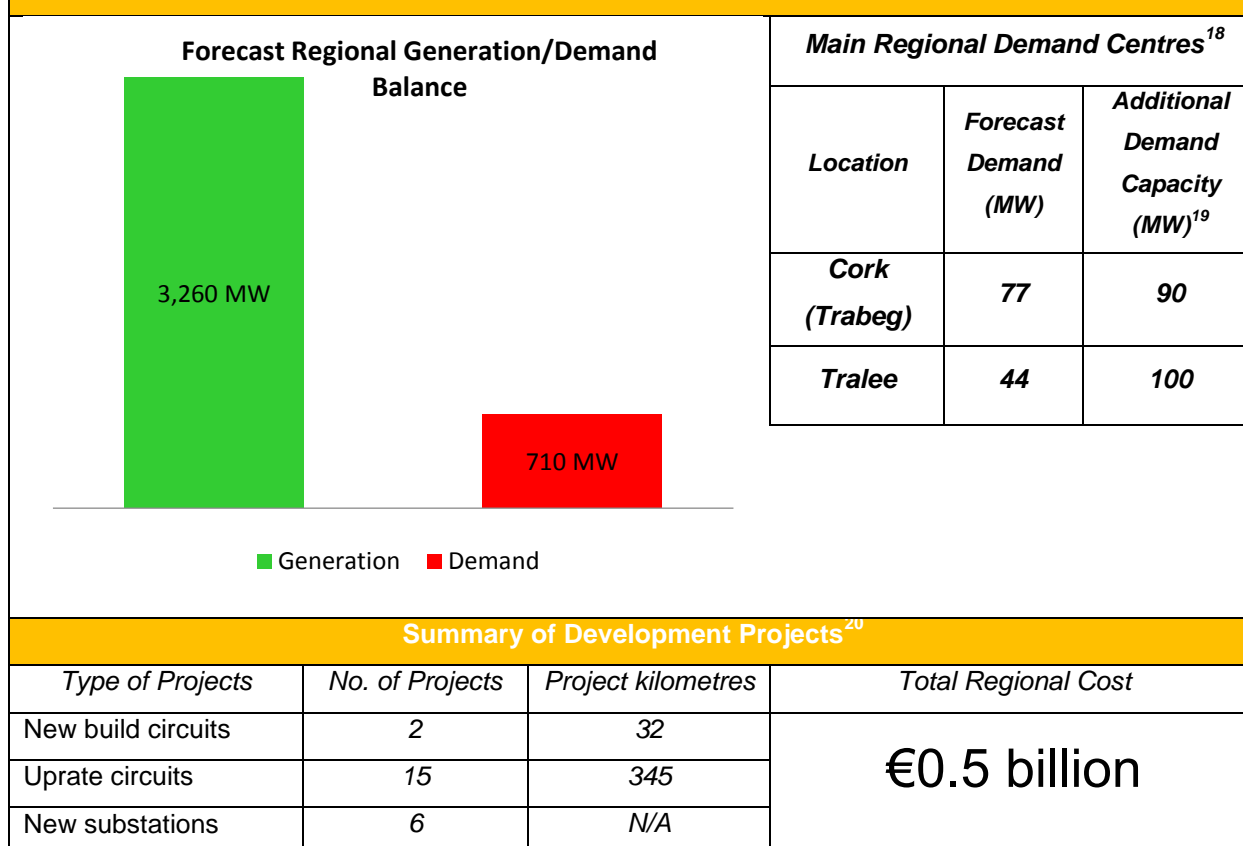 Forecast Regional Generation/Demand
Balance
3,260 MW
710 MW
Generation Demand
Main Regional Demand Centres18
Location
Forecast
Demand
(MW)
Additional
Demand
Capacity
(MW)19
Cork
(Trabeg)
77
90
Tralee
44
100
Summary of Development Projects20
Type of Projects No. of Projects Project kilometres Total Regional Cost
New build circuits 2 32
€0.5 billion
Uprate circuits 15 345
New substations 6 N/A